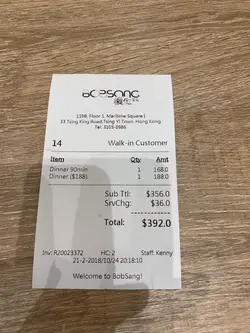 BOPSANG
119B, Floor 1, Maritime Square |
33 Tsing King Road,Tsing Yi Town, Hong Kong
Tel: 3105-0986
14 Walk-in Customer
Item Qty Amt
Dinner 90min 1 168.0
Dinner ($188) 1 188.0
Sub Ttl: $356.0
SrvChg: $36.0
Total: $392.0
Inv: R20023372 HC: 2 Staff: Kenny
21-2-2018/10/24 20:18:10
Welcome to BobSang!